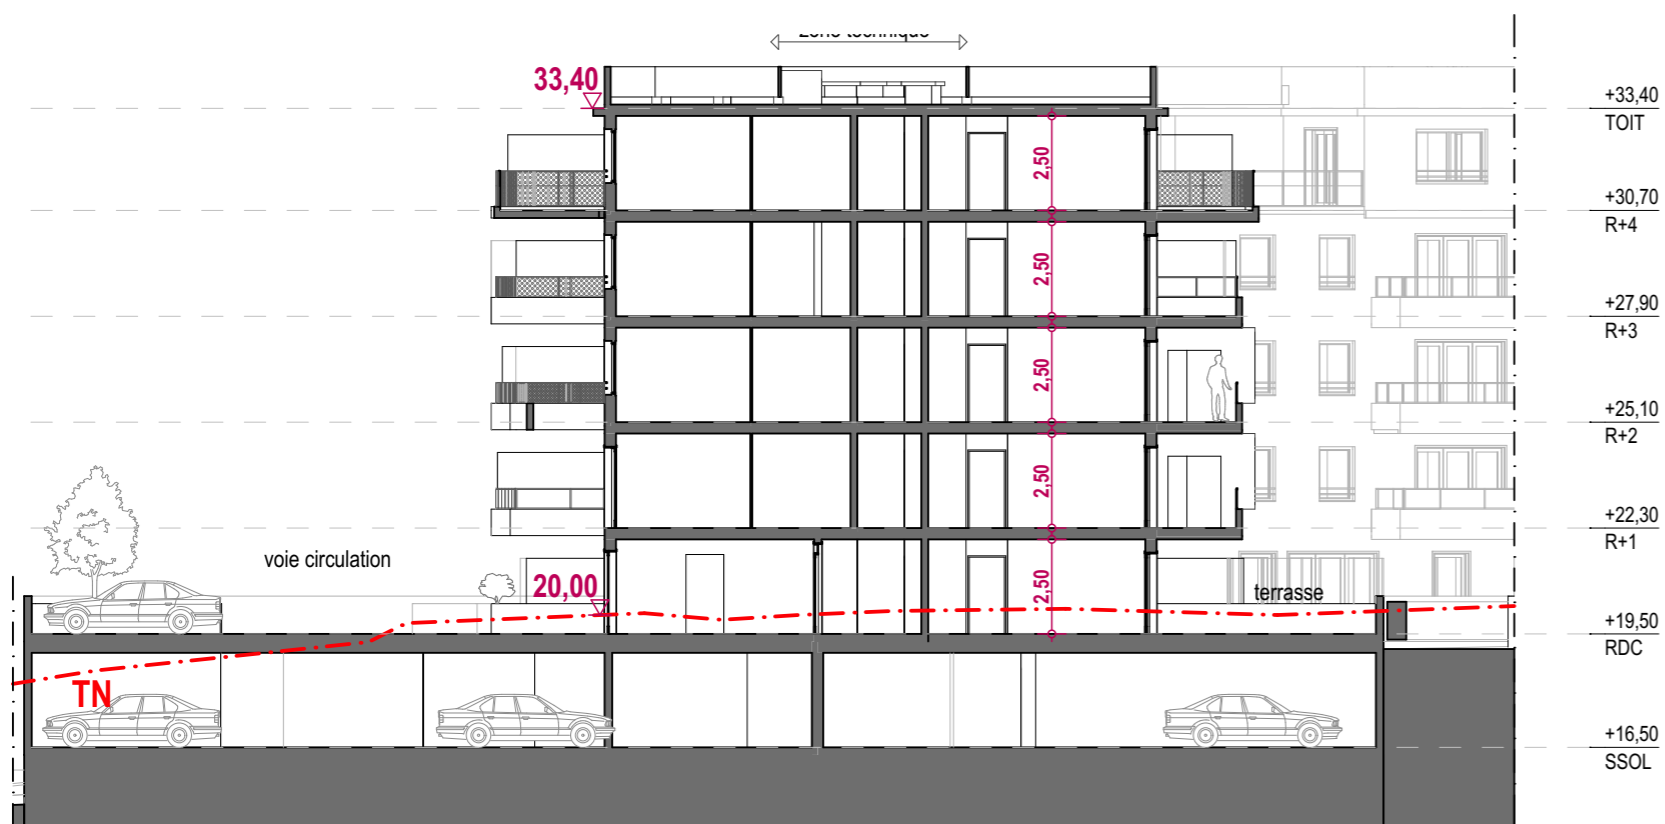 zone technique
33,40
+33,40
TOIT
2,50
+30,70
R+4
2,50
+27,90
R+3
2,50
+25,10
R+2
2,50
+22,30
R+1
voie circulation
20,00
2,50
terrasse
+19,50
RDC
TN
+16,50
SSOL